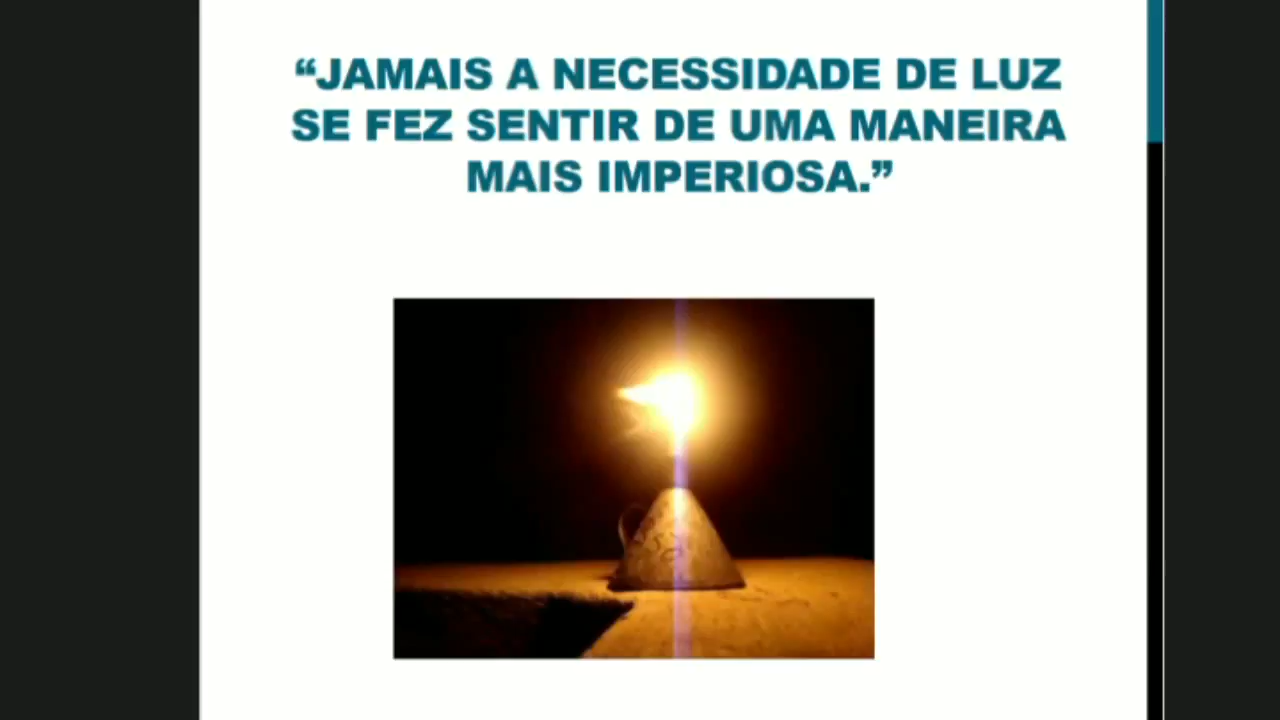 “JAMAIS A NECESSIDADE DE LUZ
SE FEZ SENTIR DE UMA MANEIRA
MAIS IMPERIOSA.”